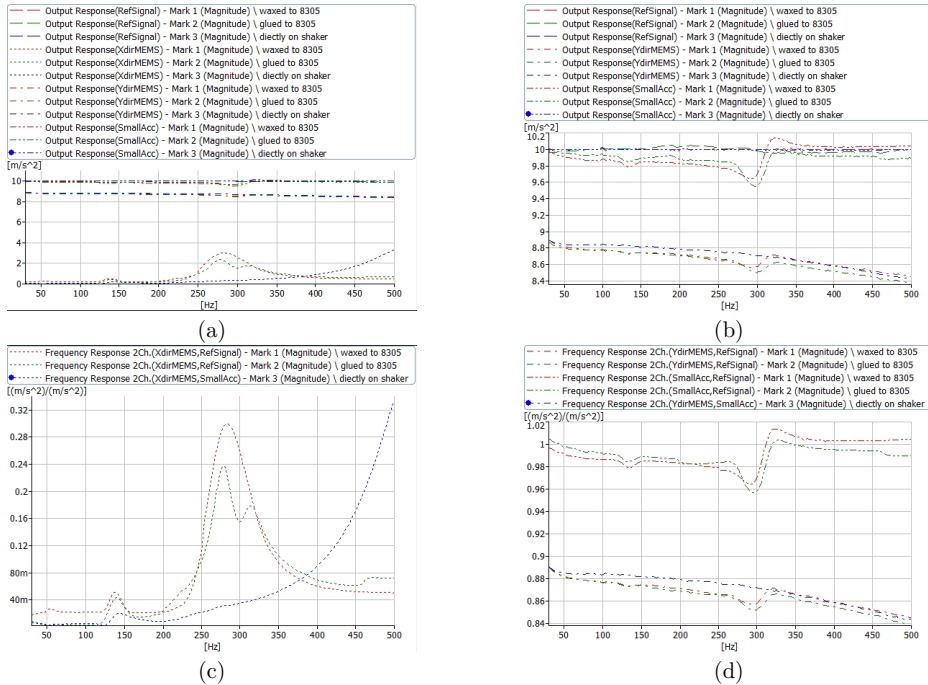 Output Response(RefSignal) - Mark 1 (Magnitude) \ waxed to 8305
Output Response(RefSignal) - Mark 2 (Magnitude) \ glued to 8305
Output Response(RefSignal) - Mark 3 (Magnitude) \ diectly on shaker
Output Response(XdirMEMS) - Mark 1 (Magnitude) \ waxed to 8305
Output Response(XdirMEMS) - Mark 2 (Magnitude) \ glued to 8305
Output Response(XdirMEMS) - Mark 3 (Magnitude) \ diectly on shaker
Output Response(YdirMEMS) - Mark 1 (Magnitude) \ waxed to 8305
Output Response(YdirMEMS) - Mark 2 (Magnitude) \ glued to 8305
Output Response(YdirMEMS) - Mark 3 (Magnitude) \ diectly on shaker
Output Response(SmallAcc) - Mark 1 (Magnitude) \ waxed to 8305
Output Response(SmallAcc) - Mark 2 (Magnitude) \ glued to 8305
Output Response(SmallAcc) - Mark 3 (Magnitude) \ diectly on shaker
[m/s^2]
10
8
6
4
2
0
50 100 150 200 250 300 350 400 450 500
[Hz]
(a)
Output Response(RefSignal) - Mark 1 (Magnitude) \ waxed to 8305
Output Response(RefSignal) - Mark 2 (Magnitude) \ glued to 8305
Output Response(RefSignal) - Mark 3 (Magnitude) \ diectly on shaker
Output Response(YdirMEMS) - Mark 1 (Magnitude) \ waxed to 8305
Output Response(YdirMEMS) - Mark 2 (Magnitude) \ glued to 8305
Output Response(YdirMEMS) - Mark 3 (Magnitude) \ diectly on shaker
Output Response(SmallAcc) - Mark 1 (Magnitude) \ waxed to 8305
Output Response(SmallAcc) - Mark 2 (Magnitude) \ glued to 8305
Output Response(SmallAcc) - Mark 3 (Magnitude) \ diectly on shaker
[m/s^2]
10.2
10
9.8
9.6
9.4
9.2
9
8.8
8.6
8.4
50 100 150 200 250 300 350 400 450 500
[Hz]
(b)
Frequency Response 2Ch.(XdirMEMS,RefSignal) - Mark 1 (Magnitude) \ waxed to 8305
Frequency Response 2Ch.(XdirMEMS,RefSignal) - Mark 2 (Magnitude) \ glued to 8305
Frequency Response 2Ch.(XdirMEMS,SmallAcc) - Mark 3 (Magnitude) \ diectly on shaker
[(m/s^2)/(m/s^2)]
0.32
0.28
0.24
0.2
0.16
0.12
80m
40m
50 100 150 200 250 300 350 400 450 500
[Hz]
(c)
Frequency Response 2Ch.(YdirMEMS,RefSignal) - Mark 1 (Magnitude) \ waxed to 8305
Frequency Response 2Ch.(YdirMEMS,RefSignal) - Mark 2 (Magnitude) \ glued to 8305
Frequency Response 2Ch.(SmallAcc,RefSignal) - Mark 1 (Magnitude) \ waxed to 8305
Frequency Response 2Ch.(SmallAcc,RefSignal) - Mark 2 (Magnitude) \ glued to 8305
Frequency Response 2Ch.(YdirMEMS,SmallAcc) - Mark 3 (Magnitude) \ diectly on shaker
[(m/s^2)/(m/s^2)]
1.02
1
0.98
0.96
0.94
0.92
0.9
0.88
0.86
0.84
50 100 150 200 250 300 350 400 450 500
[Hz]
(d)